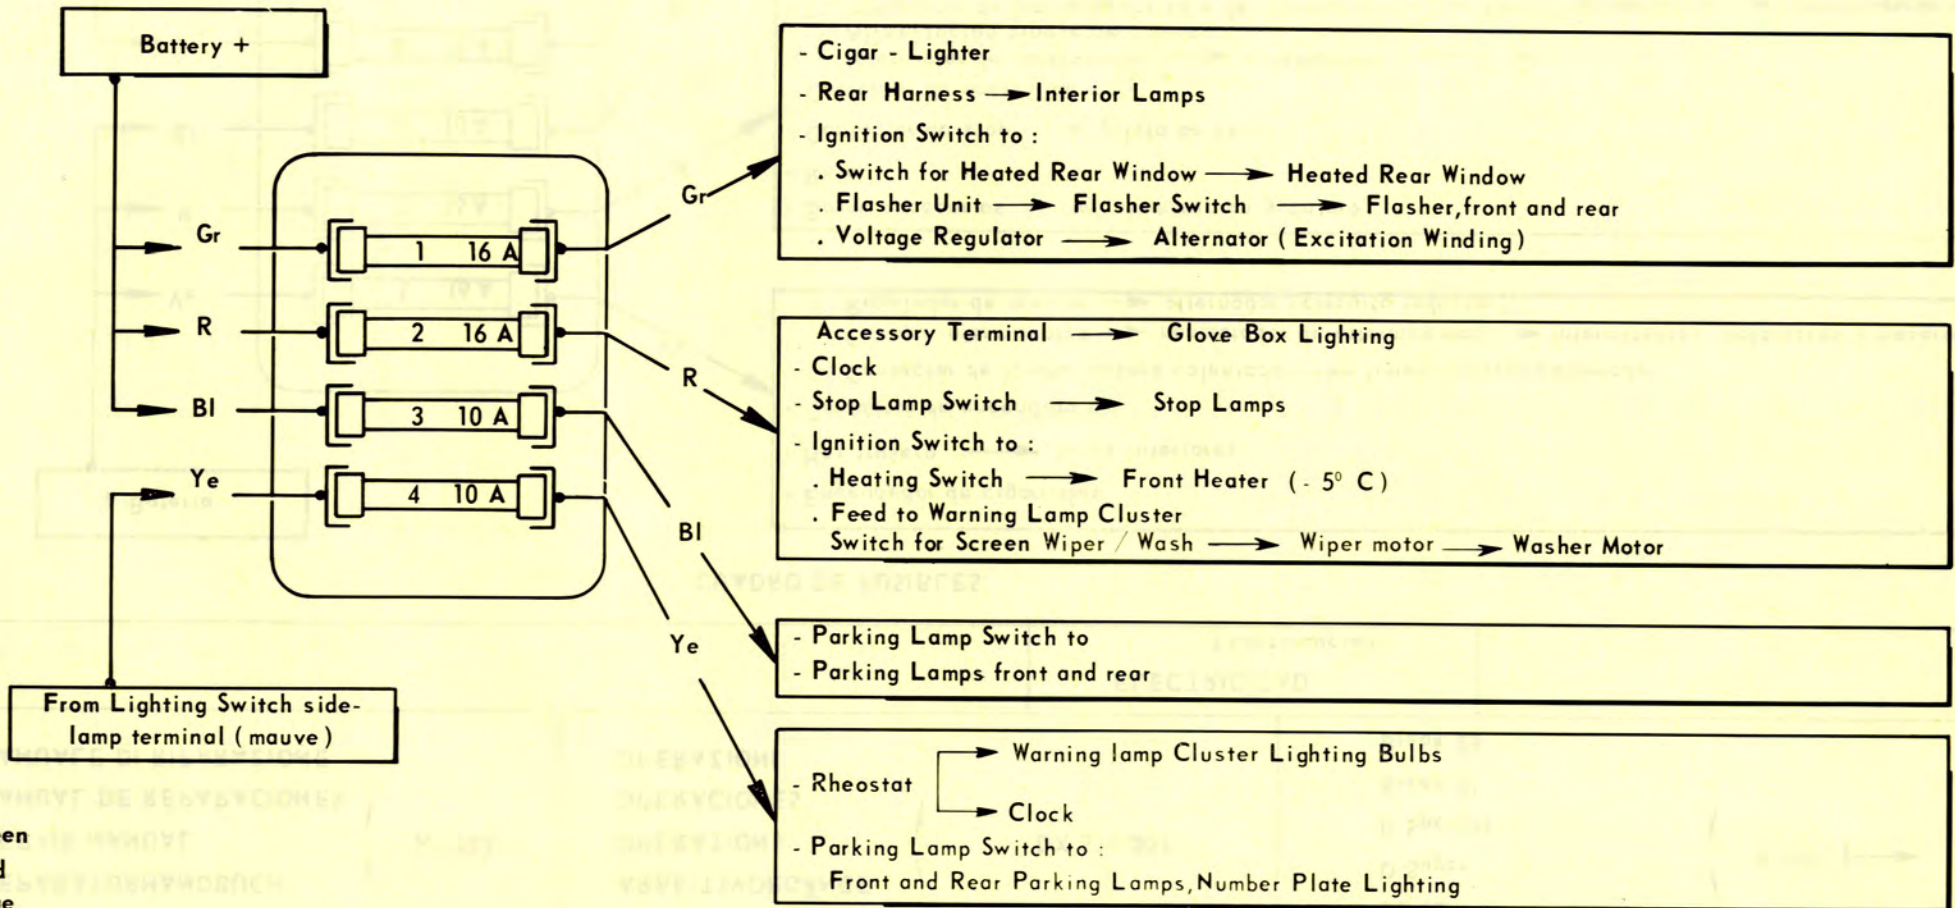 Battery +
Gr
R
Bl
Ye
1 16 A
2 16 A
3 10 A
4 10 A
From Lighting Switch side-
lamp terminal ( mauve )
Gr
R
Bl
Ye
- Cigar - Lighter
- Rear Harness → Interior Lamps
- Ignition Switch to :
. Switch for Heated Rear Window → Heated Rear Window
. Flasher Unit → Flasher Switch → Flasher,front and rear
. Voltage Regulator → Alternator ( Excitation Winding )
Accessory Terminal → Glove Box Lighting
- Clock
- Stop Lamp Switch → Stop Lamps
- Ignition Switch to :
. Heating Switch → Front Heater ( - 5° C )
. Feed to Warning Lamp Cluster
Switch for Screen Wiper / Wash → Wiper motor → Washer Motor
- Parking Lamp Switch to
- Parking Lamps front and rear
- Rheostat
→ Warning lamp Cluster Lighting Bulbs
→ Clock
- Parking Lamp Switch to :
Front and Rear Parking Lamps,Number Plate Lighting